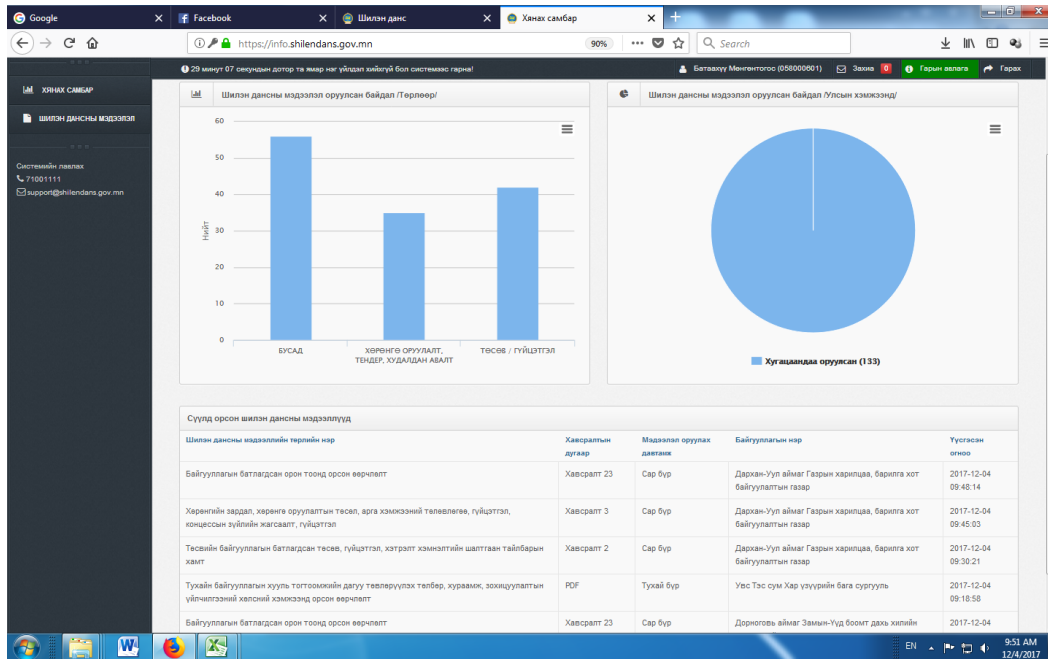 Google
Facebook
Шилэн данс
Хянах самбар
https://info.shilendans.gov.mn
90%
Search
29 минут 07 секундын дотор та ямар нэг үйлдэл хийхгүй бол системээс гарна!
Батаахүү Мөнгөнтогос (058000601)
Захиа 0
Гарын авлага
Гарах
ХЯНАХ САМБАР
ШИЛЭН ДАНСНЫ МЭДЭЭЛЭЛ
Системийн лавлах
71001111
support@shilendans.gov.mn
Шилэн дансны мэдээлэл оруулсан байдал /Төрлөөр/
60
50
40
30
20
10
0
Нийт
БУСАД
ХӨРӨНГӨ ОРУУЛАЛТ,
ТЕНДЕР, ХУДАЛДАН АВАЛТ
ТӨСӨВ / ГҮЙЦЭТГЭЛ
Шилэн дансны мэдээлэл оруулсан байдал /Улсын хэмжээнд/
Хугацаандаа оруулсан (133)
Сүүлд орсон шилэн дансны мэдээллүүд
Шилэн дансны мэдээллийн төрлийн нэр
Хавсралтын
дугаар
Мэдээлэл оруулах
давтамж
Байгууллагын нэр
Үүсгэсэн
огноо
Байгууллагын батлагдсан орон тоонд орсон өөрчлөлт
Хавсралт 23
Сар бүр
Дархан-Уул аймаг Газрын харилцаа, барилга хот
байгуулалтын газар
2017-12-04
09:48:14
Хөрөнгийн зардал, хөрөнгө оруулалтын төсөл, арга хэмжээний төлөвлөгөө, гүйцэтгэл,
концессын зүйлийн жагсаалт, гүйцэтгэл
Хавсралт 3
Сар бүр
Дархан-Уул аймаг Газрын харилцаа, барилга хот
байгуулалтын газар
2017-12-04
09:45:03
Төсвийн байгууллагын батлагдсан төсөв, гүйцэтгэл, хэтрэлт хэмнэлтийн шалтгаан тайлбарын
хамт
Хавсралт 2
Сар бүр
Дархан-Уул аймаг Газрын харилцаа, барилга хот
байгуулалтын газар
2017-12-04
09:30:21
Тухайн байгууллагын хууль тогтоомжийн дагуу төвлөрүүлэх төлбөр, хураамж, зохицуулалтын
үйлчилгээний хөлсний хэмжээнд орсон өөрчлөлт
PDF
Тухай бүр
Увс Тэс сум Хар узүүрийн бага сургууль
2017-12-04
09:18:58
Байгууллагын батлагдсан орон тоонд орсон өөрчлөлт
Хавсралт 23
Сар бүр
Дорноговь аймаг Замын-Үүд боомт дахь хилийн
2017-12-04
EN
9:51 AM
12/4/2017